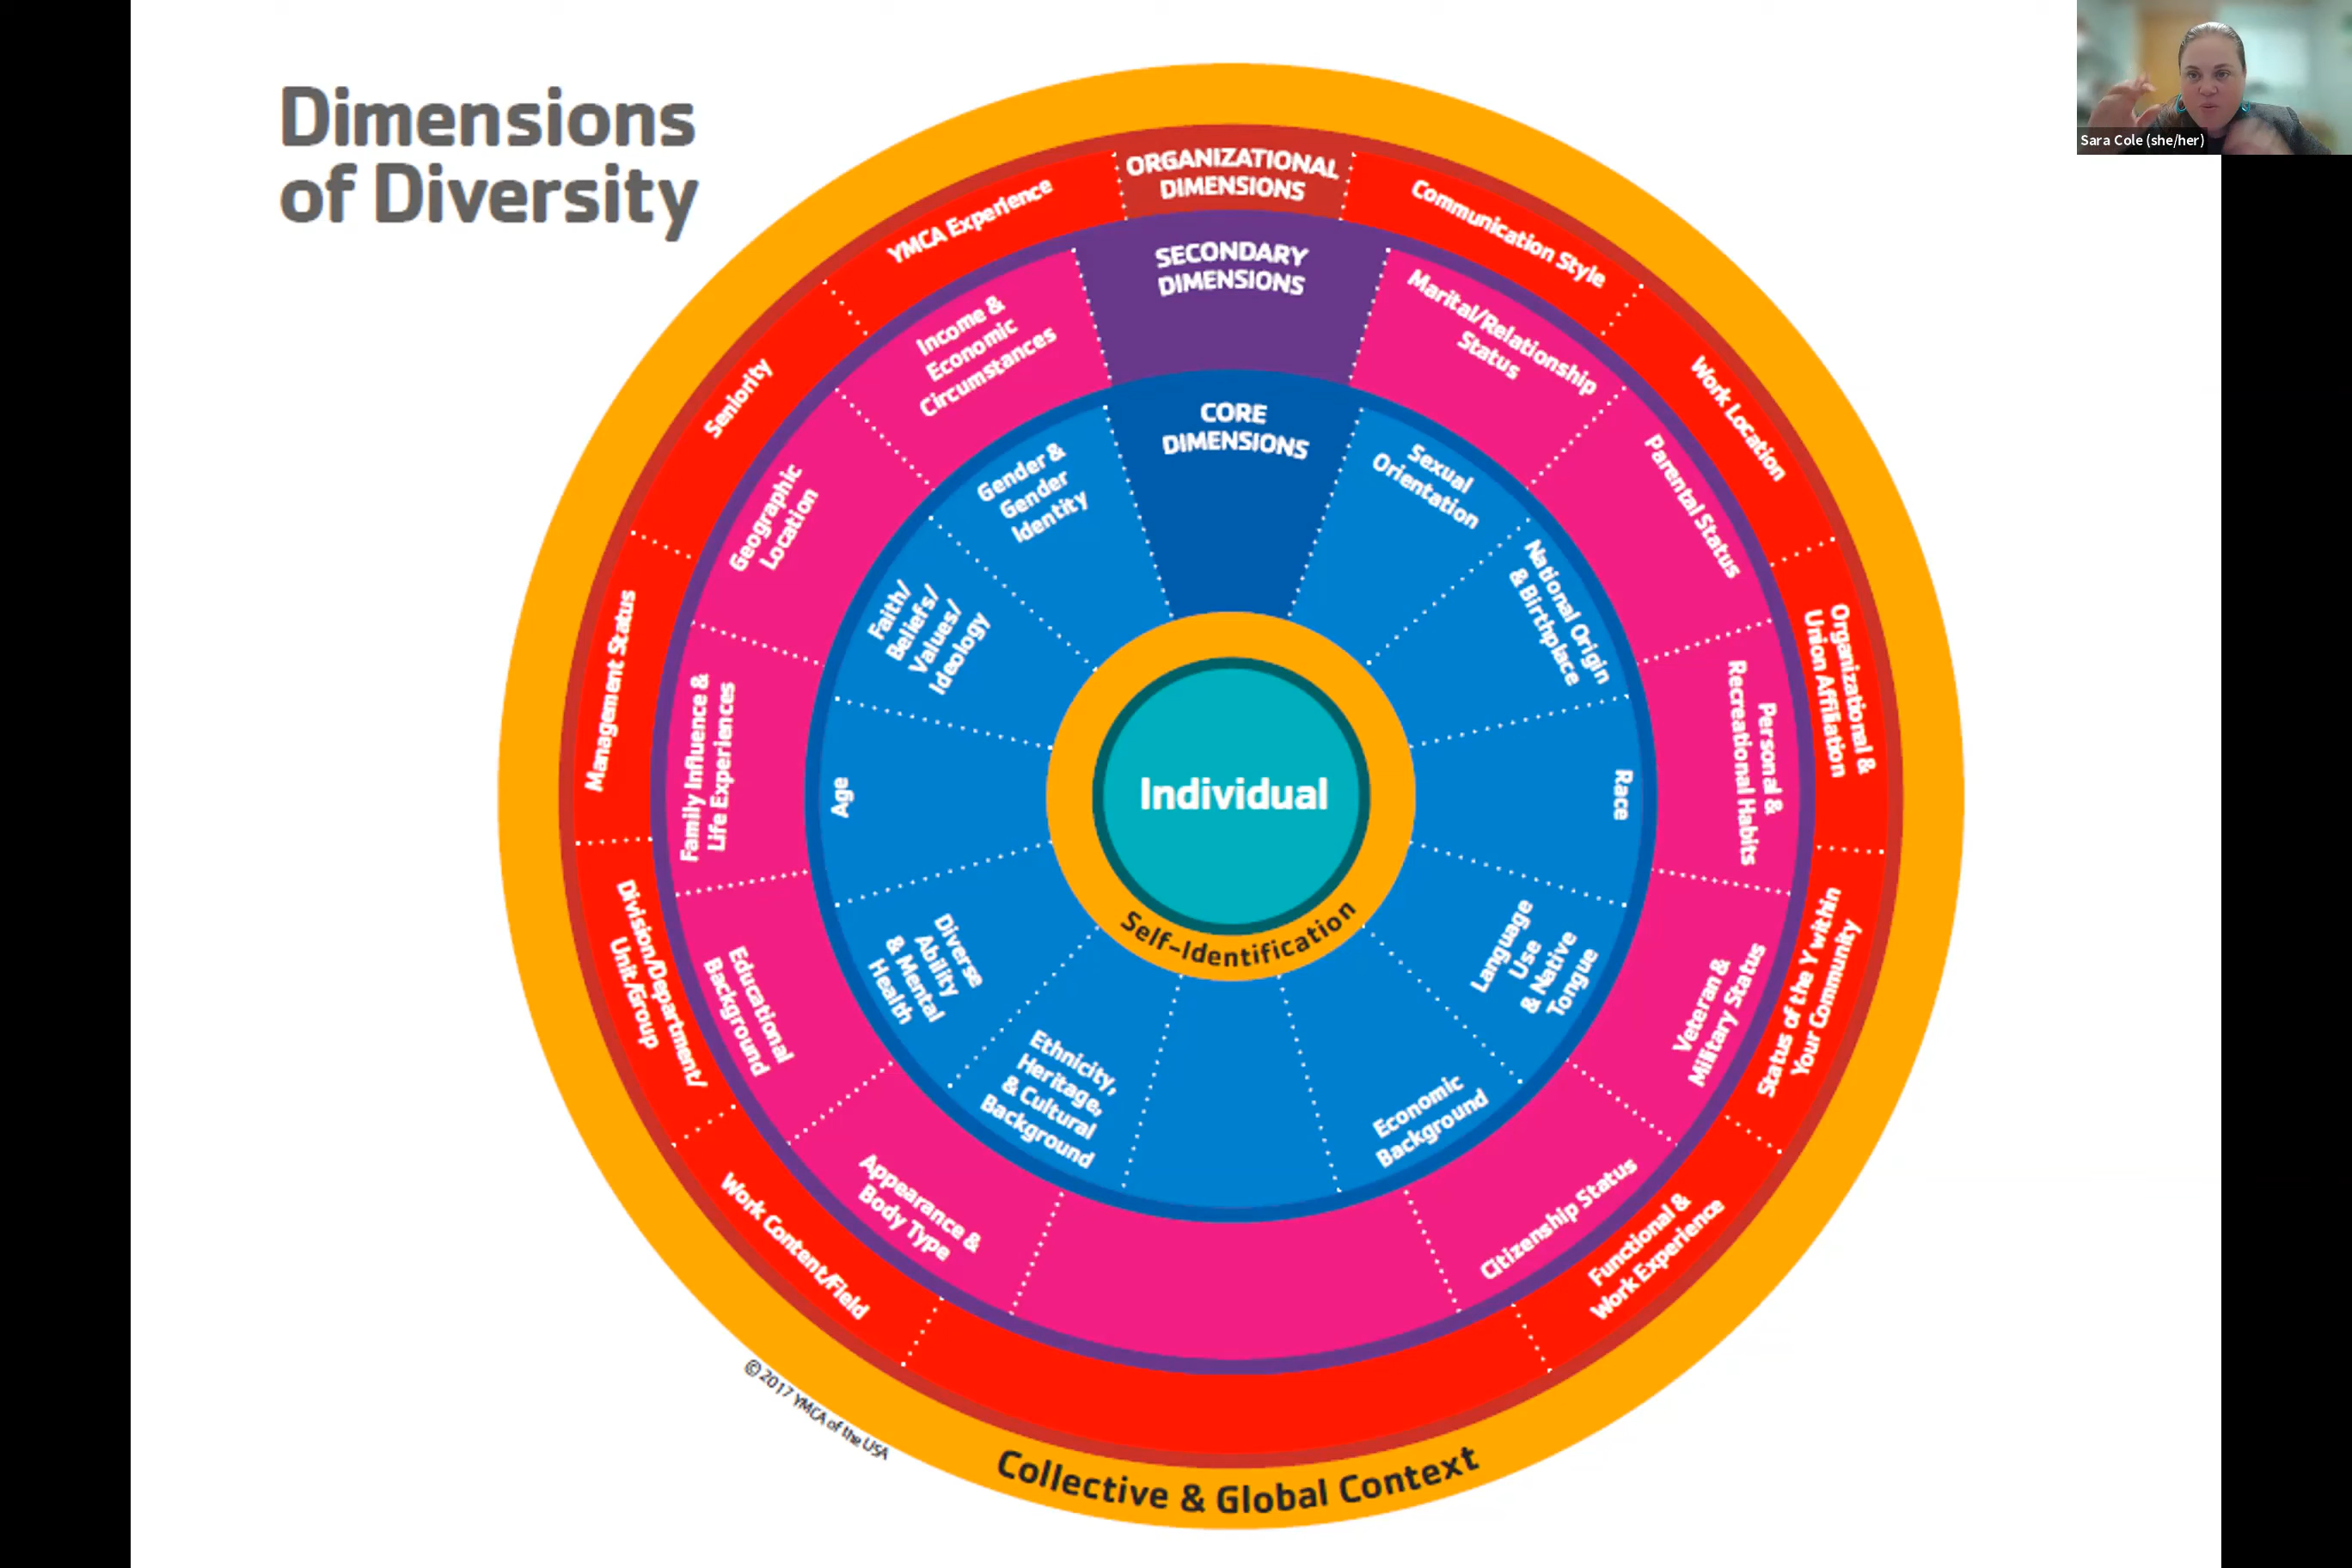 Dimensions
of Diversity
Sara Cole (she/her)
ORGANIZATIONAL
DIMENSIONS
Communication Style
Work Location
Organizational &
Union Affiliation
Status of the Y within
Your Community
Functional &
Work Experience
Work Content/Field
Division/Department/
Unit/Group
Management Status
Seniority
YMCA Experience
SECONDARY
DIMENSIONS
Marital/Relationship
Status
Parental Status
Personal &
Recreational Habits
Veteran &
Military Status
Citizenship Status
Appearance &
Body Type
Educational
Background
Family Influence &
Life Experiences
Geographic
Location
Income &
Economic
Circumstances
CORE
DIMENSIONS
Sexual
Orientation
National Origin
& Birthplace
Race
Language
Use
& Native
Tongue
Economic
Background
Ethnicity,
Heritage,
& Cultural
Background
Diverse
Ability
& Mental
Health
Age
Faith/
Beliefs/
Values/
Ideology
Gender &
Gender
Identity
Individual
Self-Identification
Collective & Global Context
© 2017 YMCA of the USA